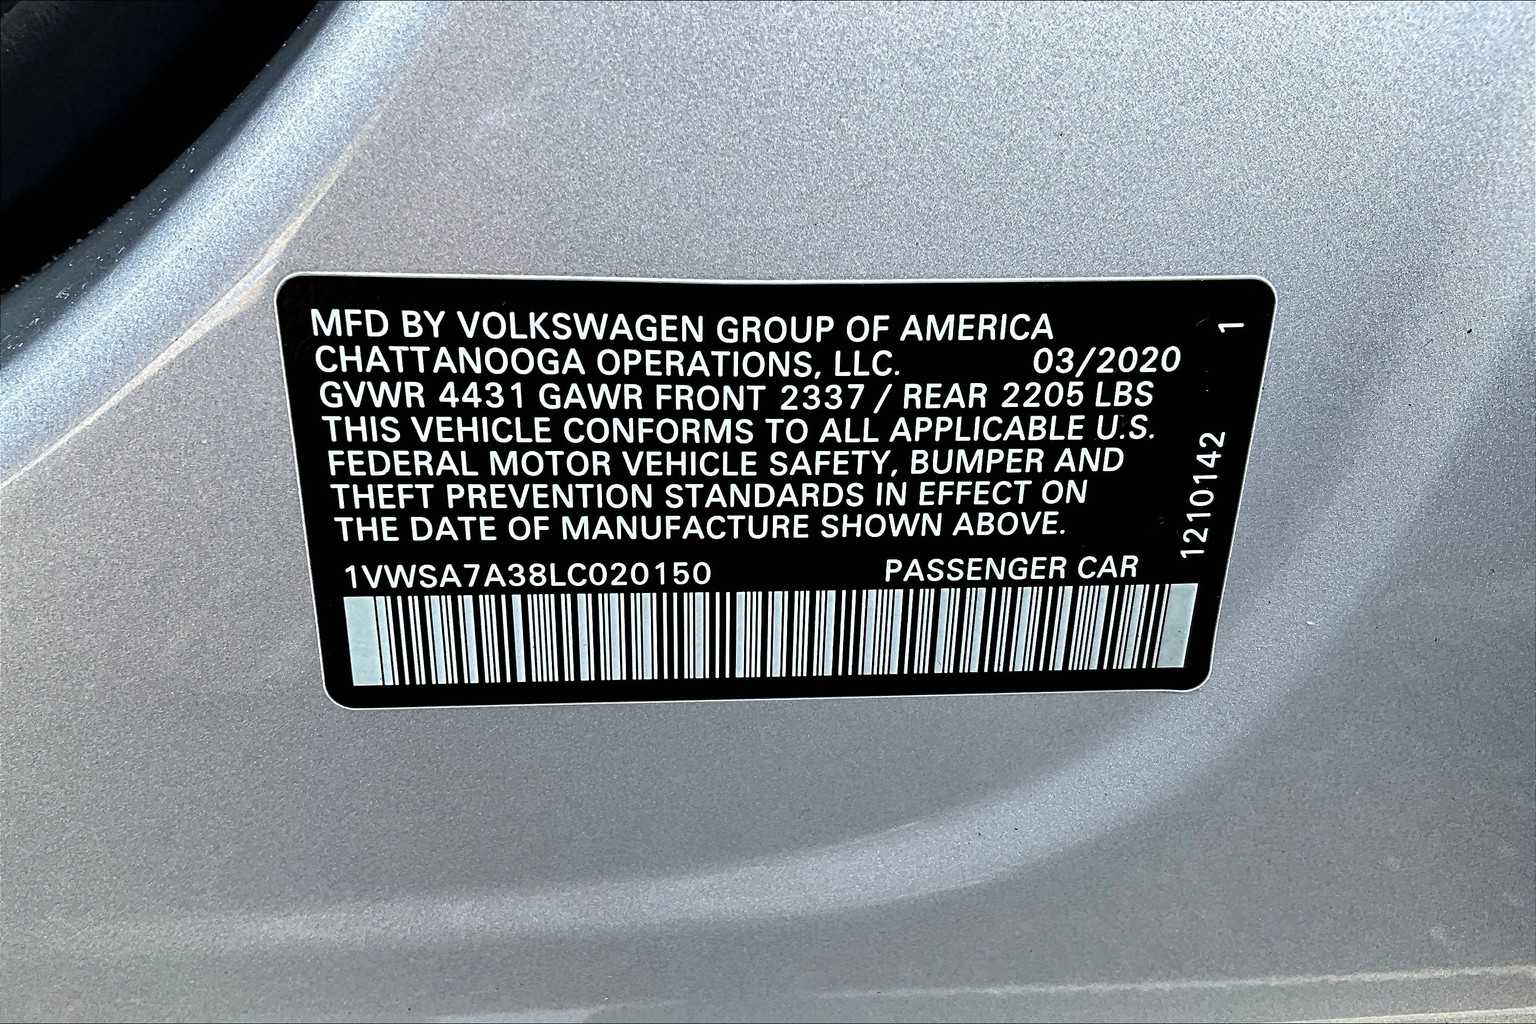 MFD BY VOLKSWAGEN GROUP OF AMERICA
CHATTANOOGA OPERATIONS, LLC. 03/2020
GVWR 4431 GAWR FRONT 2337 / REAR 2205 LBS
THIS VEHICLE CONFORMS TO ALL APPLICABLE U.S.
FEDERAL MOTOR VEHICLE SAFETY, BUMPER AND
THEFT PREVENTION STANDARDS IN EFFECT ON
THE DATE OF MANUFACTURE SHOWN ABOVE.
1VWSA7A38LC020150 PASSENGER CAR
1210142 1